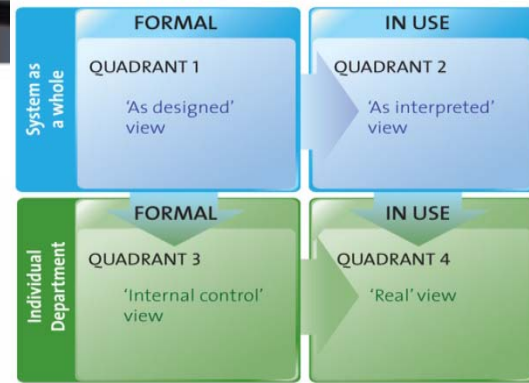 FORMAL
IN USE
System as
a whole
QUADRANT 1
'As designed'
view
QUADRANT 2
'As interpreted'
view
FORMAL
IN USE
Individual
Department
QUADRANT 3
'Internal control'
view
QUADRANT 4
'Real' view